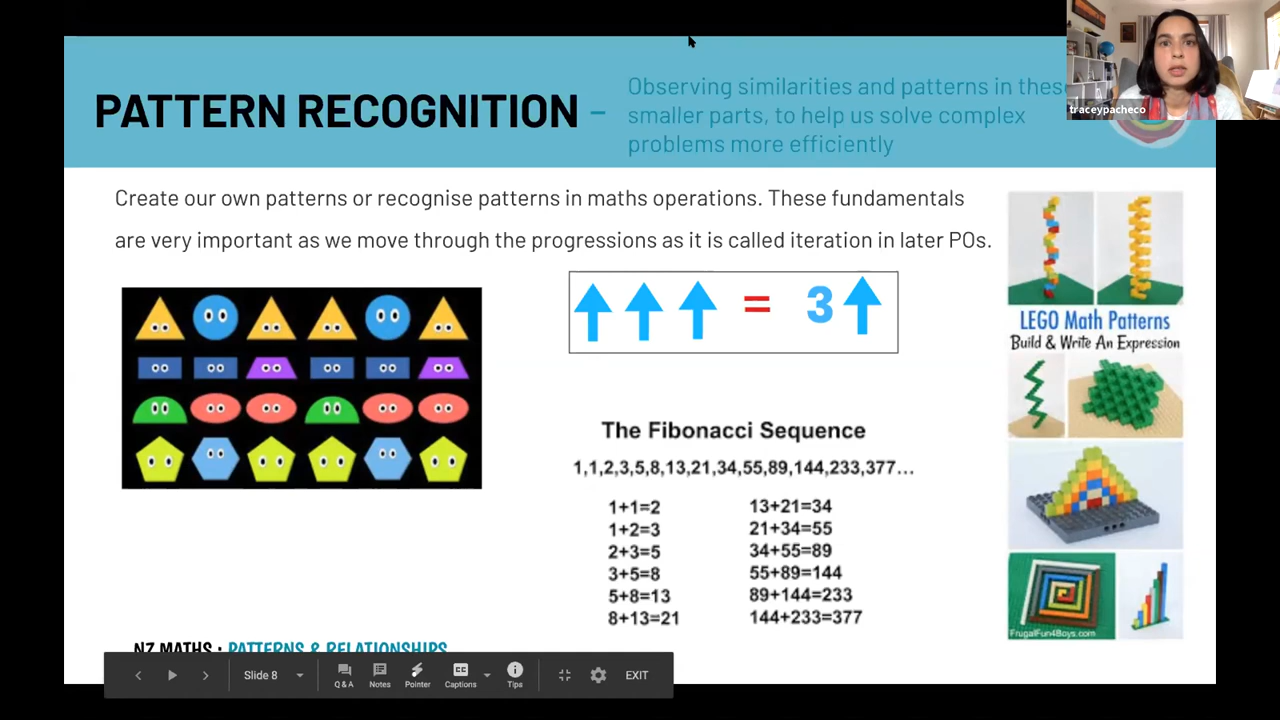 PATTERN RECOGNITION –
Observing similarities and patterns in these
smaller parts, to help us solve complex
problems more efficiently
traceypacheco
Create our own patterns or recognise patterns in maths operations. These fundamentals
are very important as we move through the progressions as it is called iteration in later POs.
= 3
LEGO Math Patterns
Build & Write An Expression
The Fibonacci Sequence
1,1,2,3,5,8,13,21,34,55,89,144,233,377...
1+1=2
1+2=3
2+3=5
3+5=8
5+8=13
8+13=21
13+21=34
21+34=55
34+55=89
55+89=144
89+144=233
144+233=377
FrugalFun4Boys.com
NZ MATHS : PATTERNS & RELATIONSHIPS
Slide 8
Q & A
Notes
Pointer
Captions
Tips
EXIT